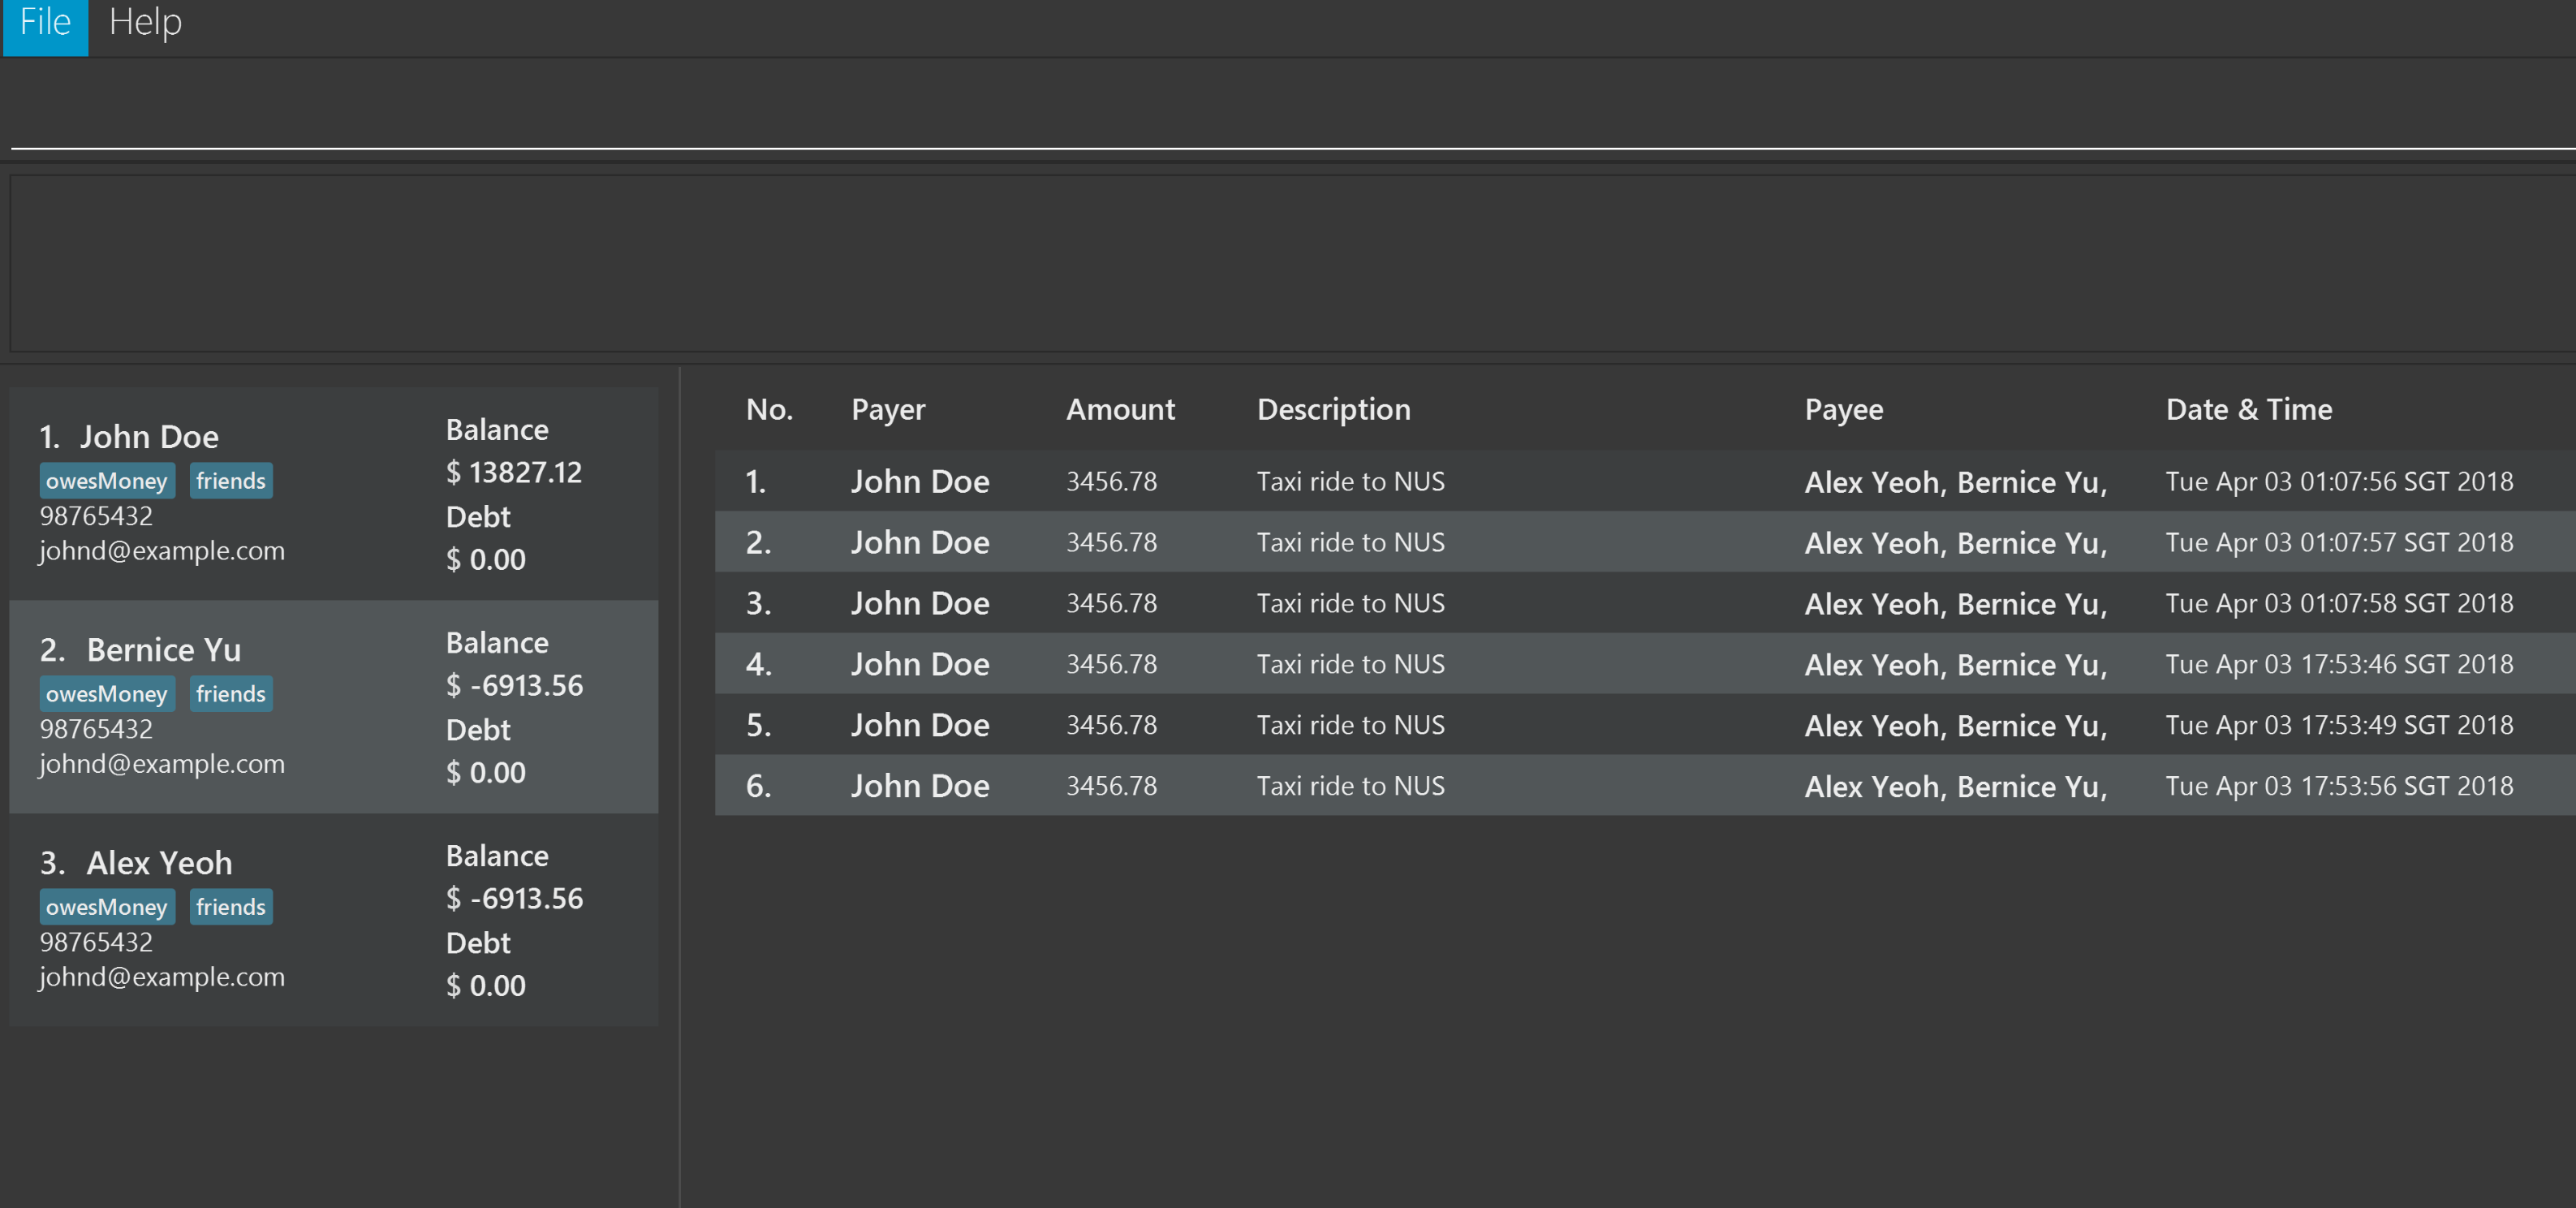 File Help
1. John Doe
owesMoney friends
98765432
johnd@example.com
Balance
$ 13827.12
Debt
$ 0.00
2. Bernice Yu
owesMoney friends
98765432
johnd@example.com
Balance
$ -6913.56
Debt
$ 0.00
3. Alex Yeoh
owesMoney friends
98765432
johnd@example.com
Balance
$ -6913.56
Debt
$ 0.00
No. Payer Amount Description Payee Date & Time
1. John Doe 3456.78 Taxi ride to NUS Alex Yeoh, Bernice Yu, Tue Apr 03 01:07:56 SGT 2018
2. John Doe 3456.78 Taxi ride to NUS Alex Yeoh, Bernice Yu, Tue Apr 03 01:07:57 SGT 2018
3. John Doe 3456.78 Taxi ride to NUS Alex Yeoh, Bernice Yu, Tue Apr 03 01:07:58 SGT 2018
4. John Doe 3456.78 Taxi ride to NUS Alex Yeoh, Bernice Yu, Tue Apr 03 17:53:46 SGT 2018
5. John Doe 3456.78 Taxi ride to NUS Alex Yeoh, Bernice Yu, Tue Apr 03 17:53:49 SGT 2018
6. John Doe 3456.78 Taxi ride to NUS Alex Yeoh, Bernice Yu, Tue Apr 03 17:53:56 SGT 2018